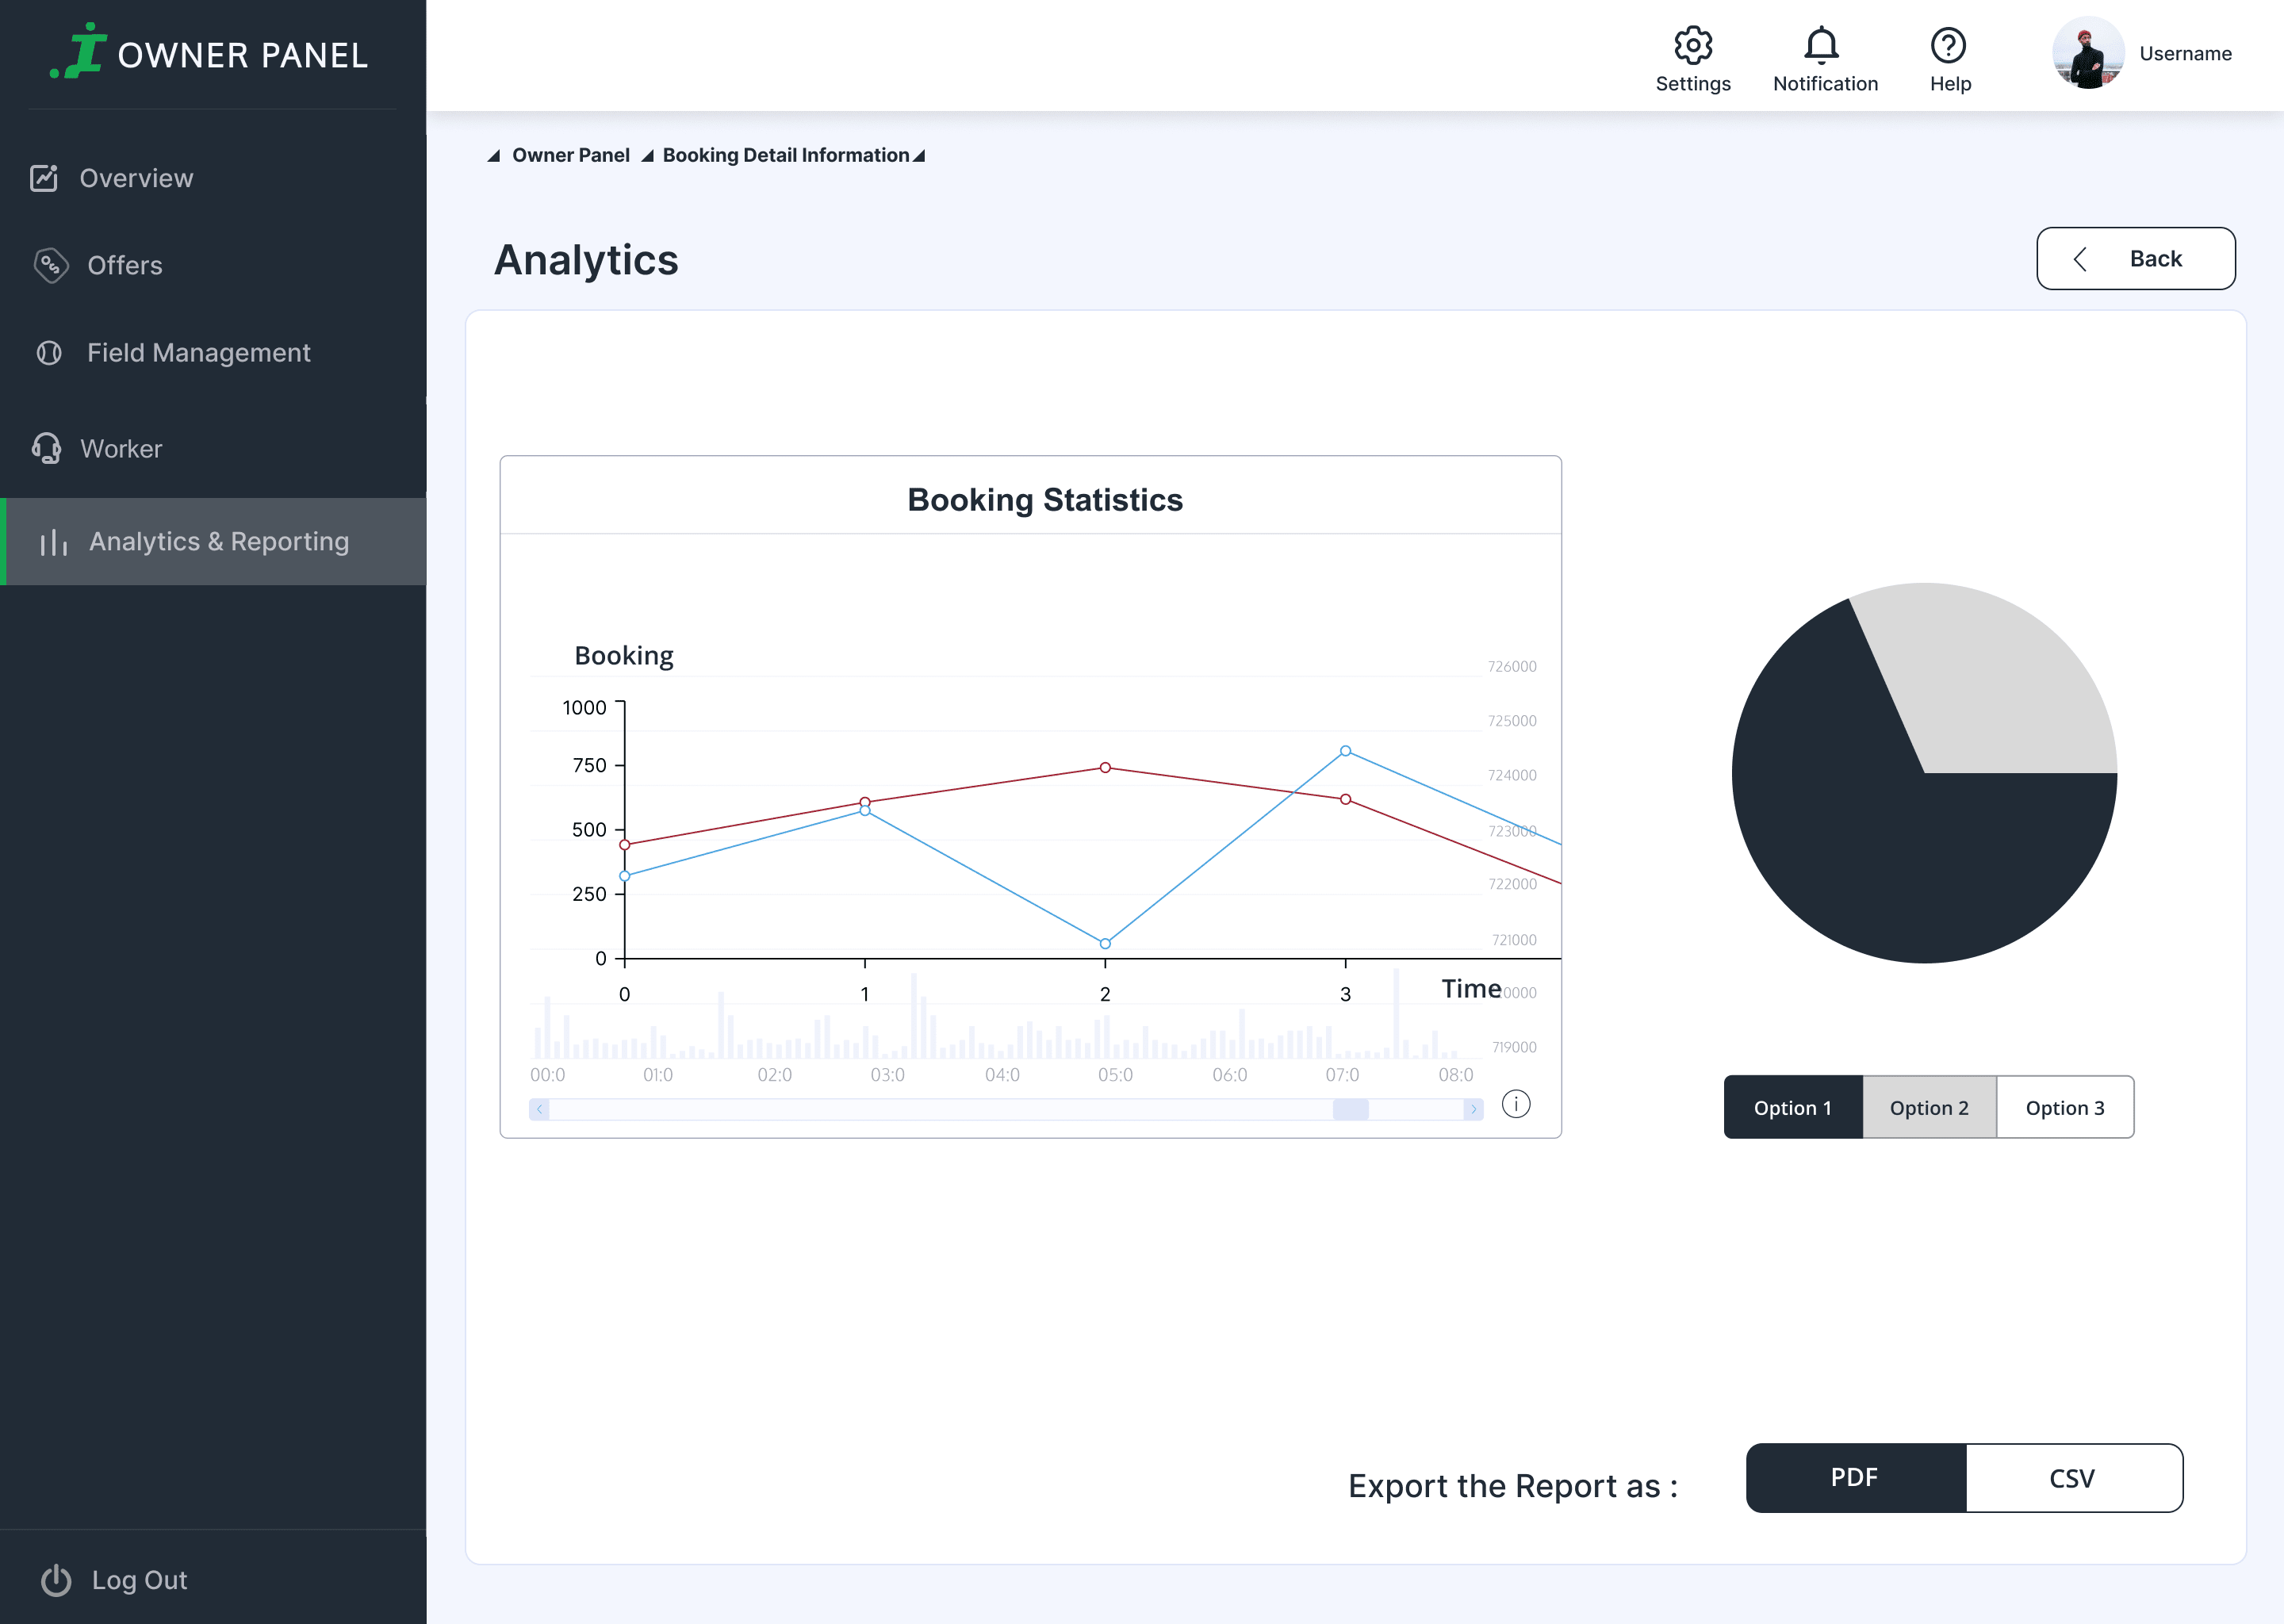 OWNER PANEL
Settings
Notification
Help
Username
Overview
Offers
Field Management
Worker
Analytics & Reporting
Log Out
Owner Panel
Booking Detail Information
Analytics
Back
Booking Statistics
Booking
1000
750
500
250
0
0 1 2 3
Time
726000
725000
724000
723000
722000
721000
0000
719000
00:0 01:0 02:0 03:0 04:0 05:0 06:0 07:0 08:0
Option 1 Option 2 Option 3
Export the Report as :
PDF CSV